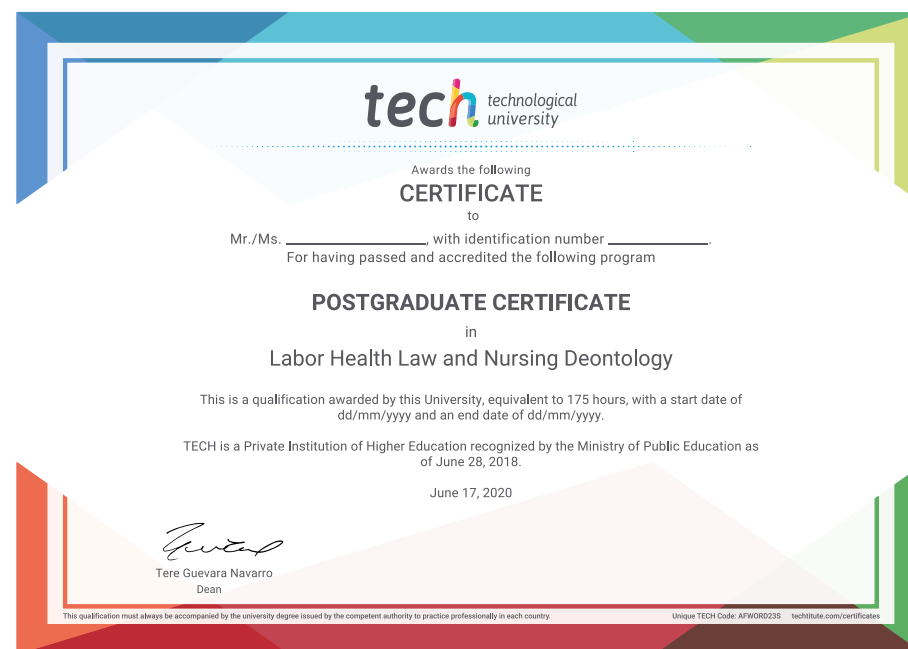 tech technological
university
Awards the following
CERTIFICATE
to
Mr./Ms. ____________________, with identification number ______________.
For having passed and accredited the following program
POSTGRADUATE CERTIFICATE
in
Labor Health Law and Nursing Deontology
This is a qualification awarded by this University, equivalent to 175 hours, with a start date of
dd/mm/yyyy and an end date of dd/mm/yyyy.
TECH is a Private Institution of Higher Education recognized by the Ministry of Public Education as
of June 28, 2018.
June 17, 2020
Tere Guevara Navarro
Dean
This qualification must always be accompanied by the university degree issued by the competent authority to practice professionally in each country.
Unique TECH Code: AFWORD23S techtitute.com/certificates